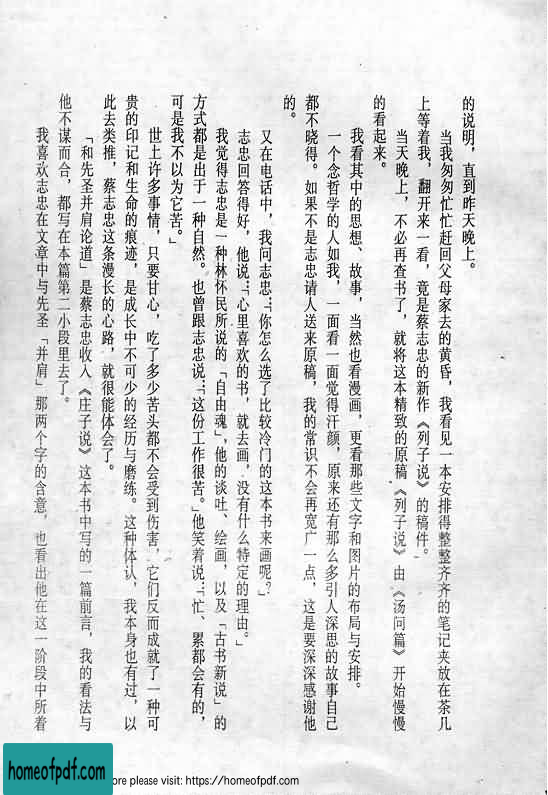 的说明，直到昨天晚上。
当我匆匆忙忙赶回父母家去的黄昏，我看见一本安排得整整齐齐的笔记夹放在茶几
上等着我，翻开来一看，竟是蔡志忠的新作《列子说》的稿件。
当天晚上，不必再查书了，就将这本精致的原稿《列子说》由《汤问篇》开始慢慢
的看起来。
我看其中的思想、故事，当然也看漫画，更看那些文字和图片的布局与安排。
一个念哲学的人如我，一面看一面觉得汗颜，原来还有那么多引人深思的故事自己
都不晓得。如果不是志忠请人送来原稿，我的常识不会再宽广一点，这是要深深感谢他
的。
又在电话中，我问志忠：「你怎么选了比较冷门的这本书来画呢？」
志忠回答得好，他说：「心里喜欢的书，就去画，没有什么特定的理由。」
我觉得志忠是一种林怀民所说的「自由魂」，他的谈吐、绘画，以及「古书新说」的
方式都是出于一种自然。也曾跟志忠说：「这份工作很苦。」他笑着说：「忙、累都会有的，
可是我不以为它苦。」
世上许多事情，只要甘心，吃了多少苦头都不会受到伤害，它们反而成就了一种可
贵的印记和生命的痕迹，是成长中不可少的经历与磨练。这种体认，我本身也有过，以
此去类推，蔡志忠这条漫长的心路，就很能体会了。
「和先圣并肩论道」是蔡志忠收入《庄子说》这本书中写的一篇前言，我的看法与
他不谋而合，都写在本篇第二小段里去了。
我喜欢志忠在文章中与先圣「并肩」那两个字的含意，也看出他在这一阶段中所着
homeofpdf.com
ore please visit: https://homeofpdf.com